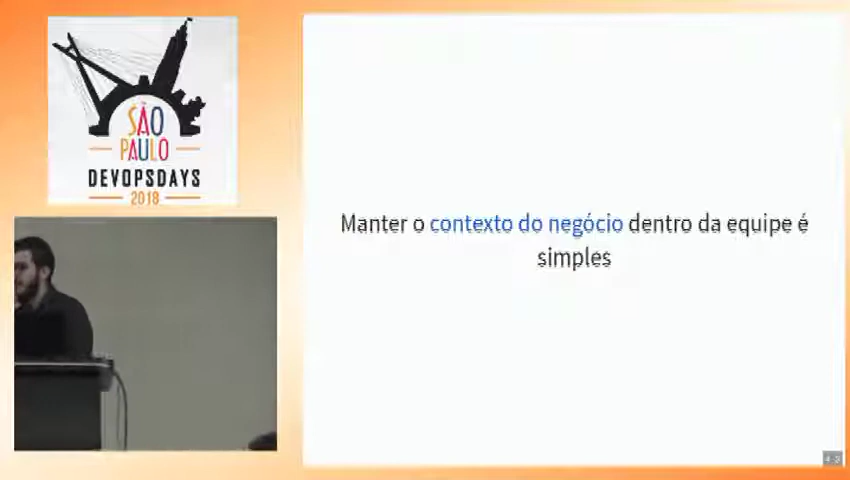 SÃO
PAULO
DEVOPSDAYS
2018
Manter o contexto do negócio dentro da equipe é
simples